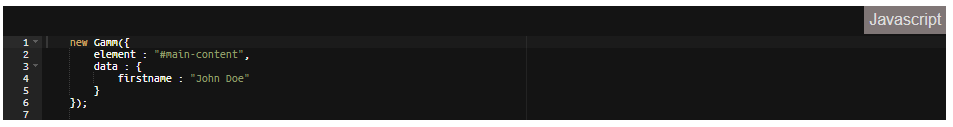 Javascript
1 new Gamm({
2 element : "#main-content",
3 data : {
4 firstname : "John Doe"
5 }
6 });
7